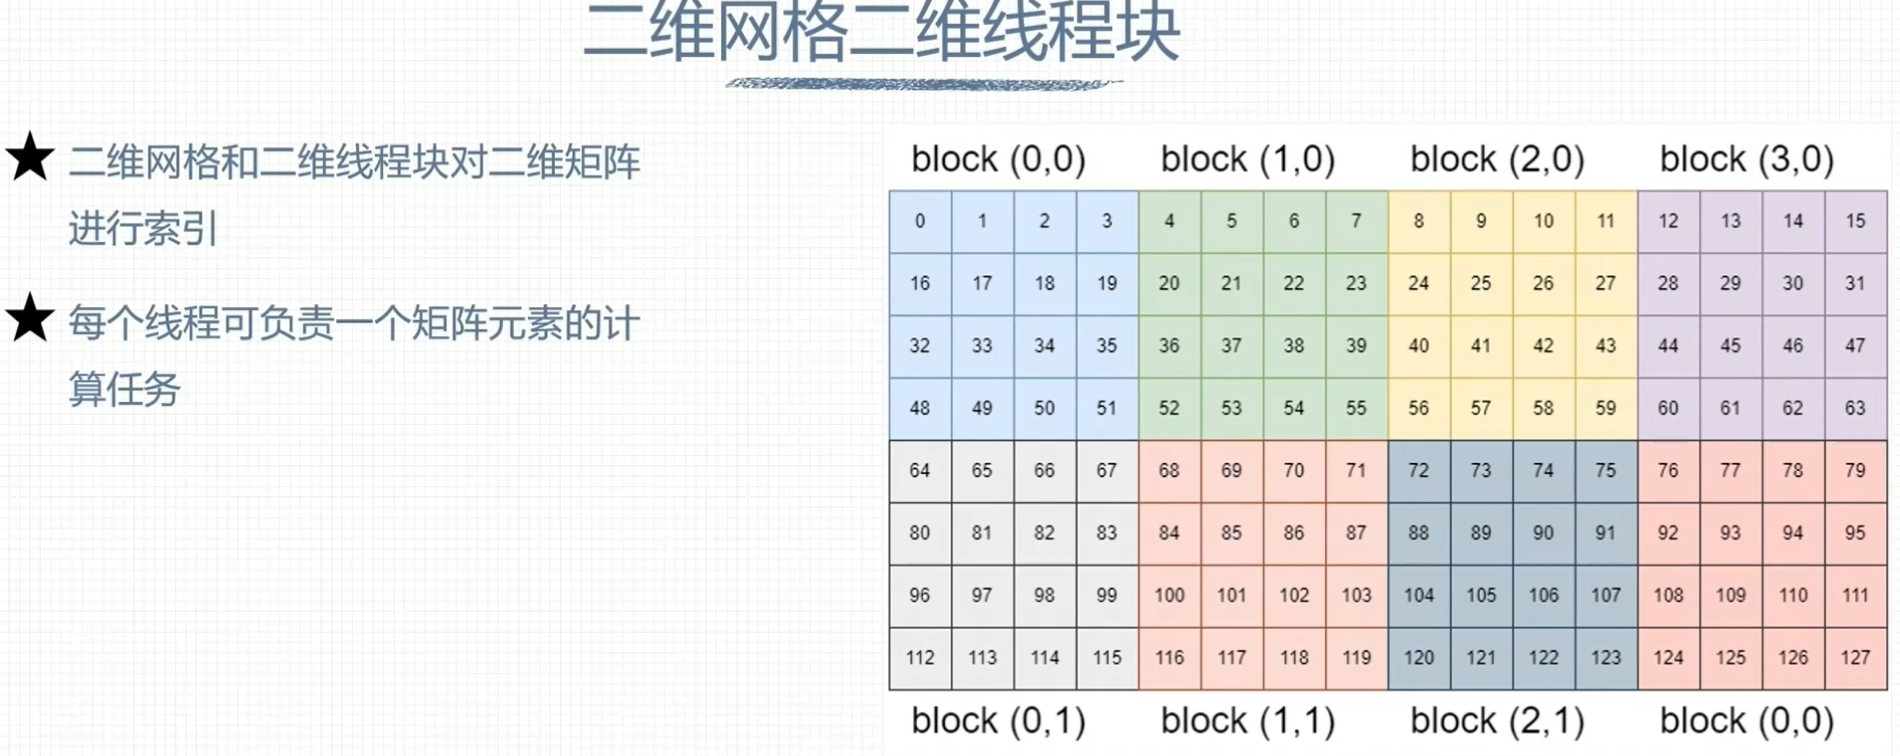 二维网格二维线程块
★ 二维网格和二维线程块对二维矩阵
进行索引
★ 每个线程可负责一个矩阵元素的计
算任务
block (0,0) block (1,0) block (2,0) block (3,0)
0 1 2 3 4 5 6 7 8 9 10 11 12 13 14 15
16 17 18 19 20 21 22 23 24 25 26 27 28 29 30 31
32 33 34 35 36 37 38 39 40 41 42 43 44 45 46 47
48 49 50 51 52 53 54 55 56 57 58 59 60 61 62 63
64 65 66 67 68 69 70 71 72 73 74 75 76 77 78 79
80 81 82 83 84 85 86 87 88 89 90 91 92 93 94 95
96 97 98 99 100 101 102 103 104 105 106 107 108 109 110 111
112 113 114 115 116 117 118 119 120 121 122 123 124 125 126 127
block (0,1) block (1,1) block (2,1) block (0,0)